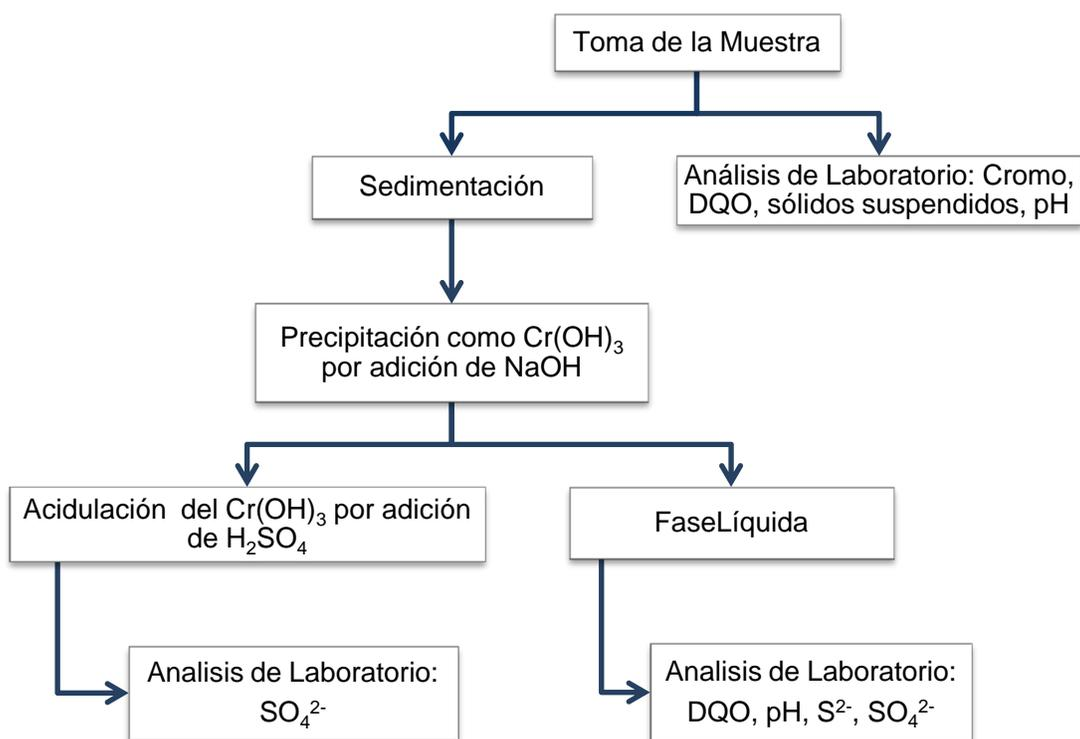 Toma de la Muestra
Sedimentación
Análisis de Laboratorio: Cromo,
DQO, sólidos suspendidos, pH
Precipitación como Cr(OH)₃
por adición de NaOH
Acidulación  del Cr(OH)₃ por adición
de H₂SO₄
FaseLíquida
Analisis de Laboratorio:
SO₄²⁻
Analisis de Laboratorio:
DQO, pH, S²⁻, SO₄²⁻